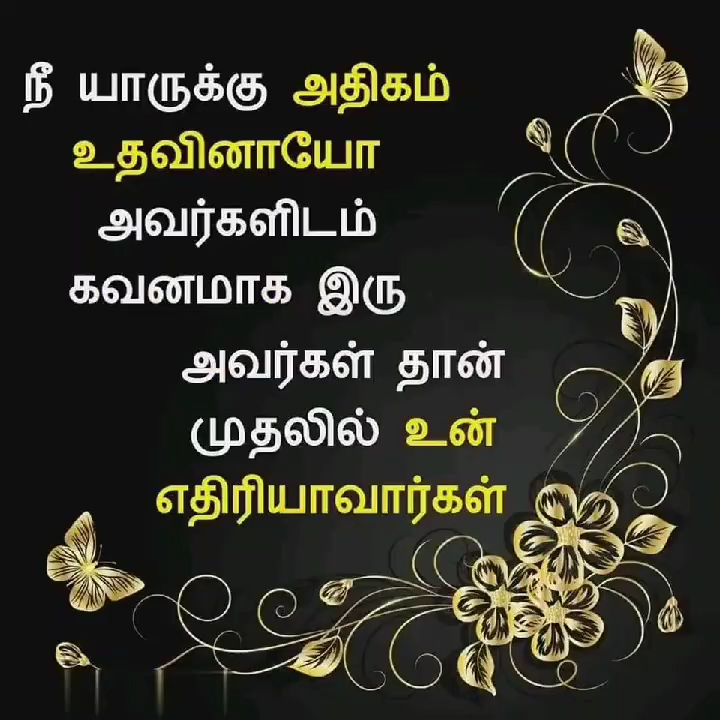 நீ யாருக்கு அதிகம்
உதவினாயோ
அவர்களிடம்
கவனமாக இரு
அவர்கள் தான்
முதலில் உன்
எதிரியாவார்கள்